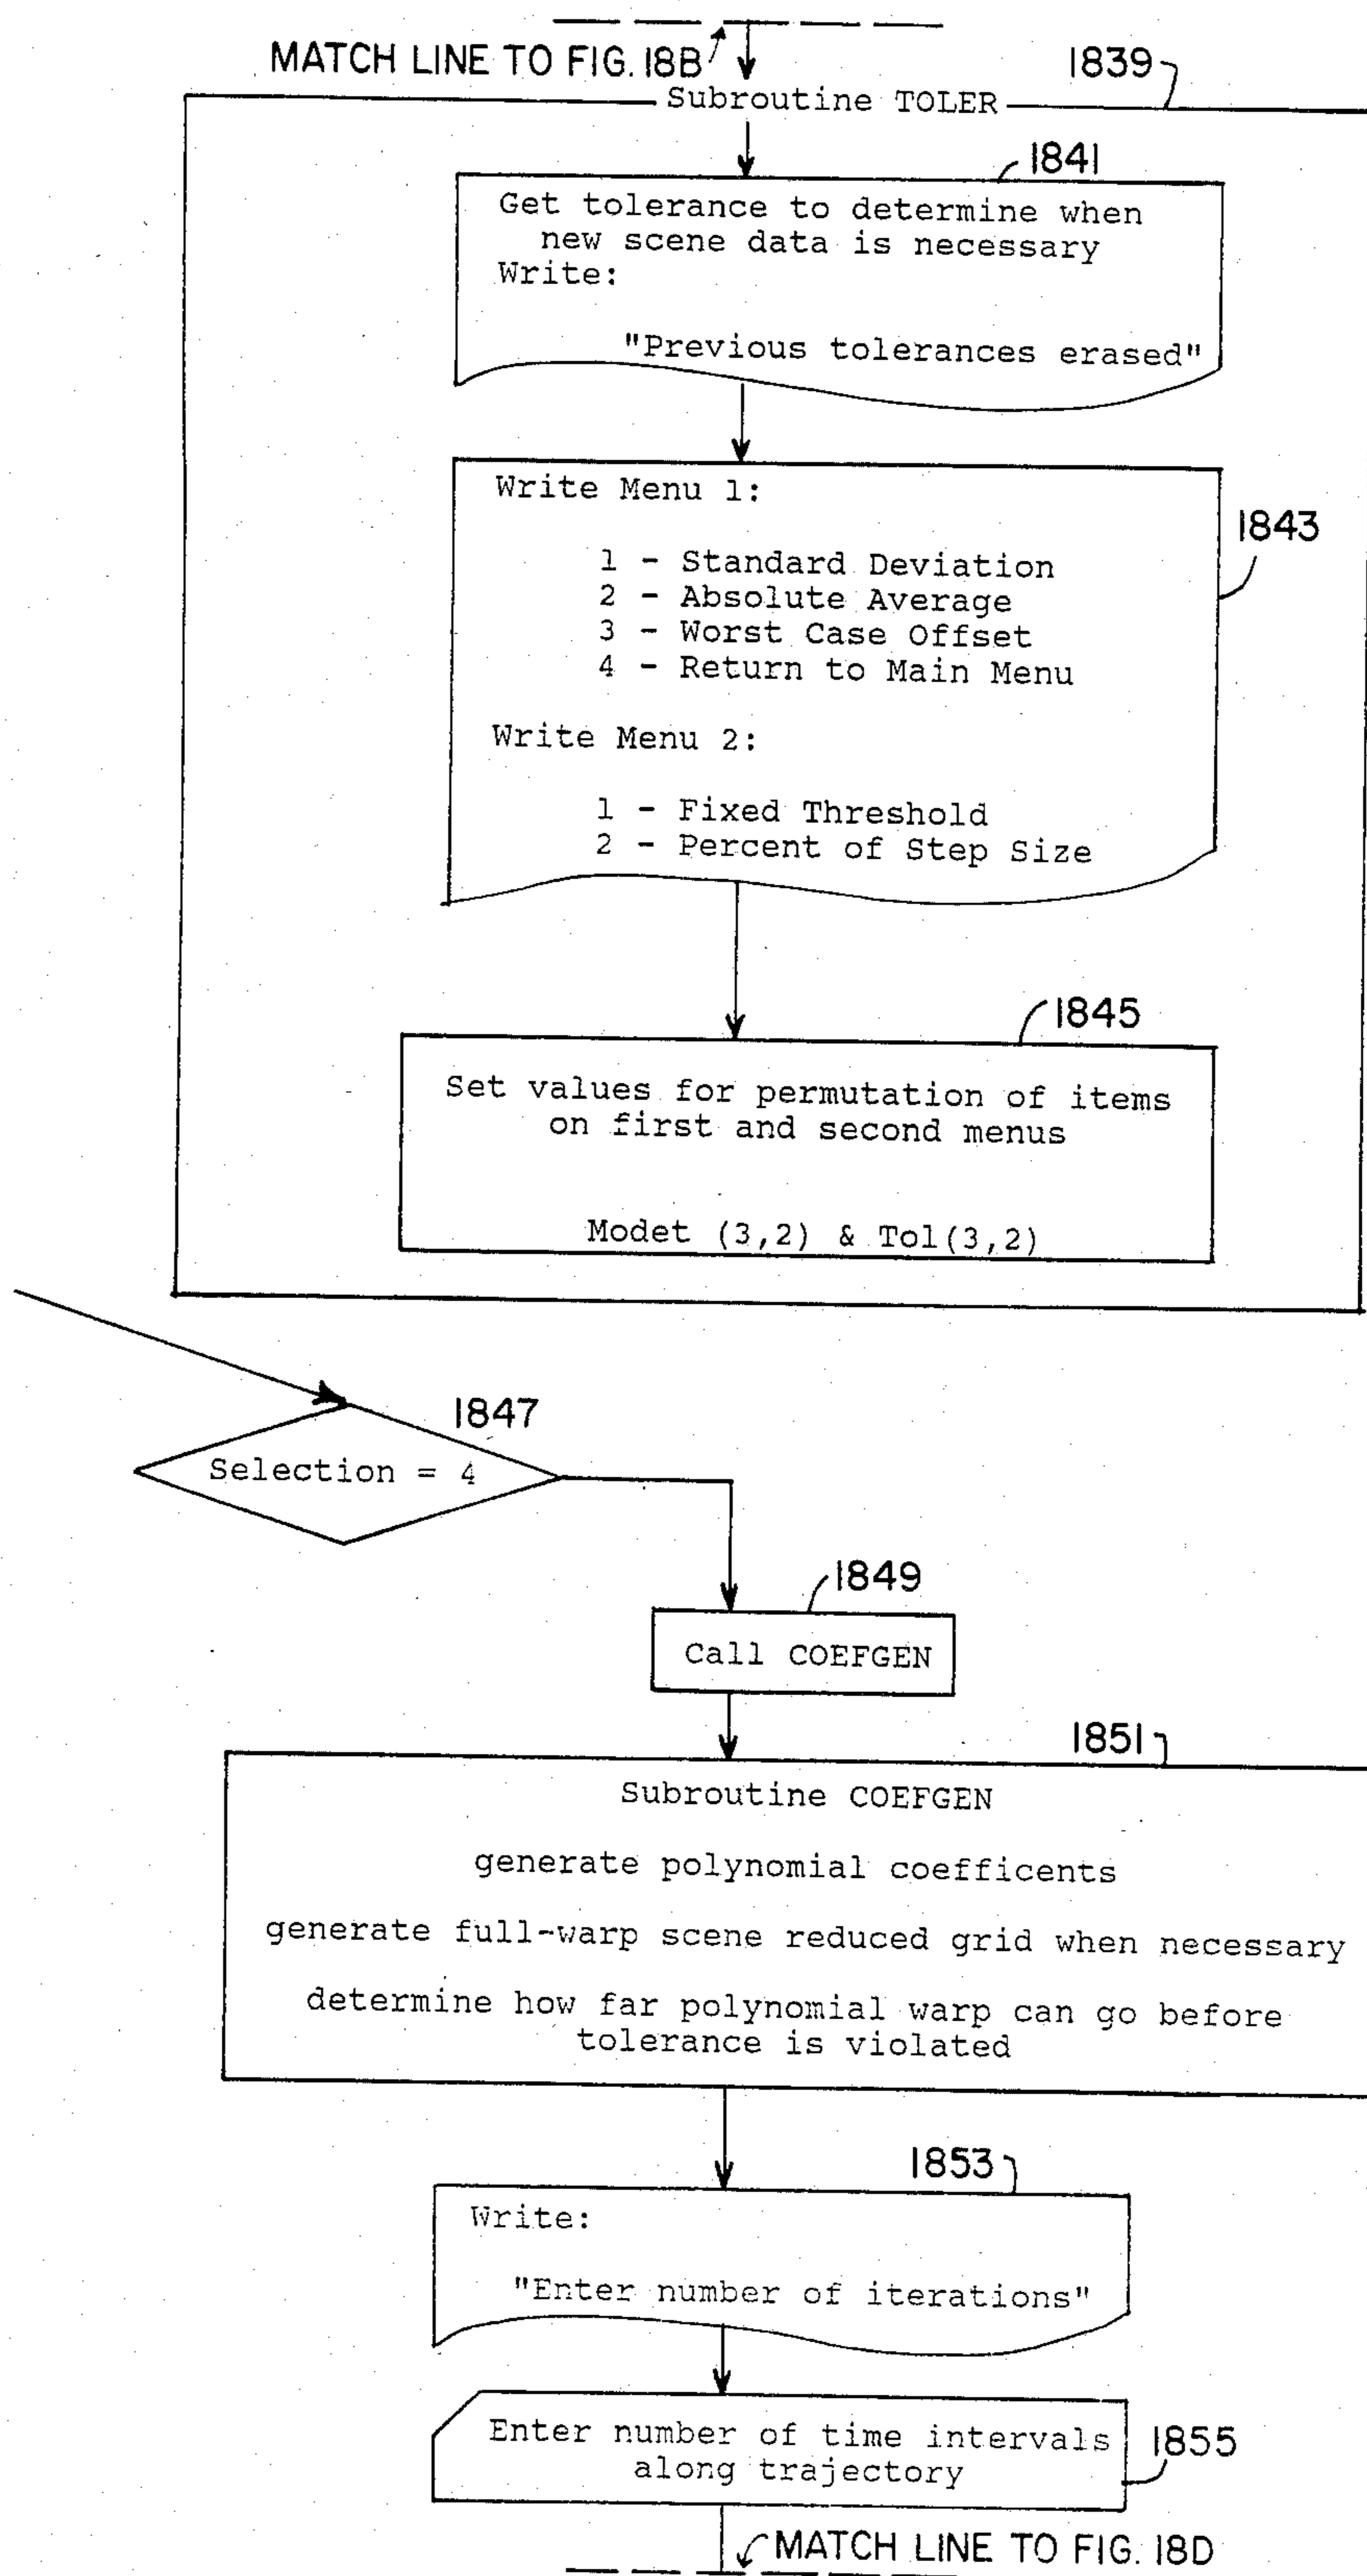 MATCH LINE TO FIG. 18B
1839
Subroutine TOLER
1841
Get tolerance to determine when
new scene data is necessary
Write:
"Previous tolerances erased"
Write Menu 1:
1843
1 - Standard Deviation
2 - Absolute Average
3 - Worst Case Offset
4 - Return to Main Menu
Write Menu 2:
1 - Fixed Threshold
2 - Percent of Step Size
1845
Set values for permutation of items
on first and second menus
Modet (3,2) & Tol(3,2)
1847
Selection = 4
1849
Call COEFGEN
1851
Subroutine COEFGEN
generate polynomial coefficents
generate full-warp scene reduced grid when necessary
determine how far polynomial warp can go before
tolerance is violated
1853
Write:
"Enter number of iterations"
Enter number of time intervals
along trajectory
1855
MATCH LINE TO FIG. 18D